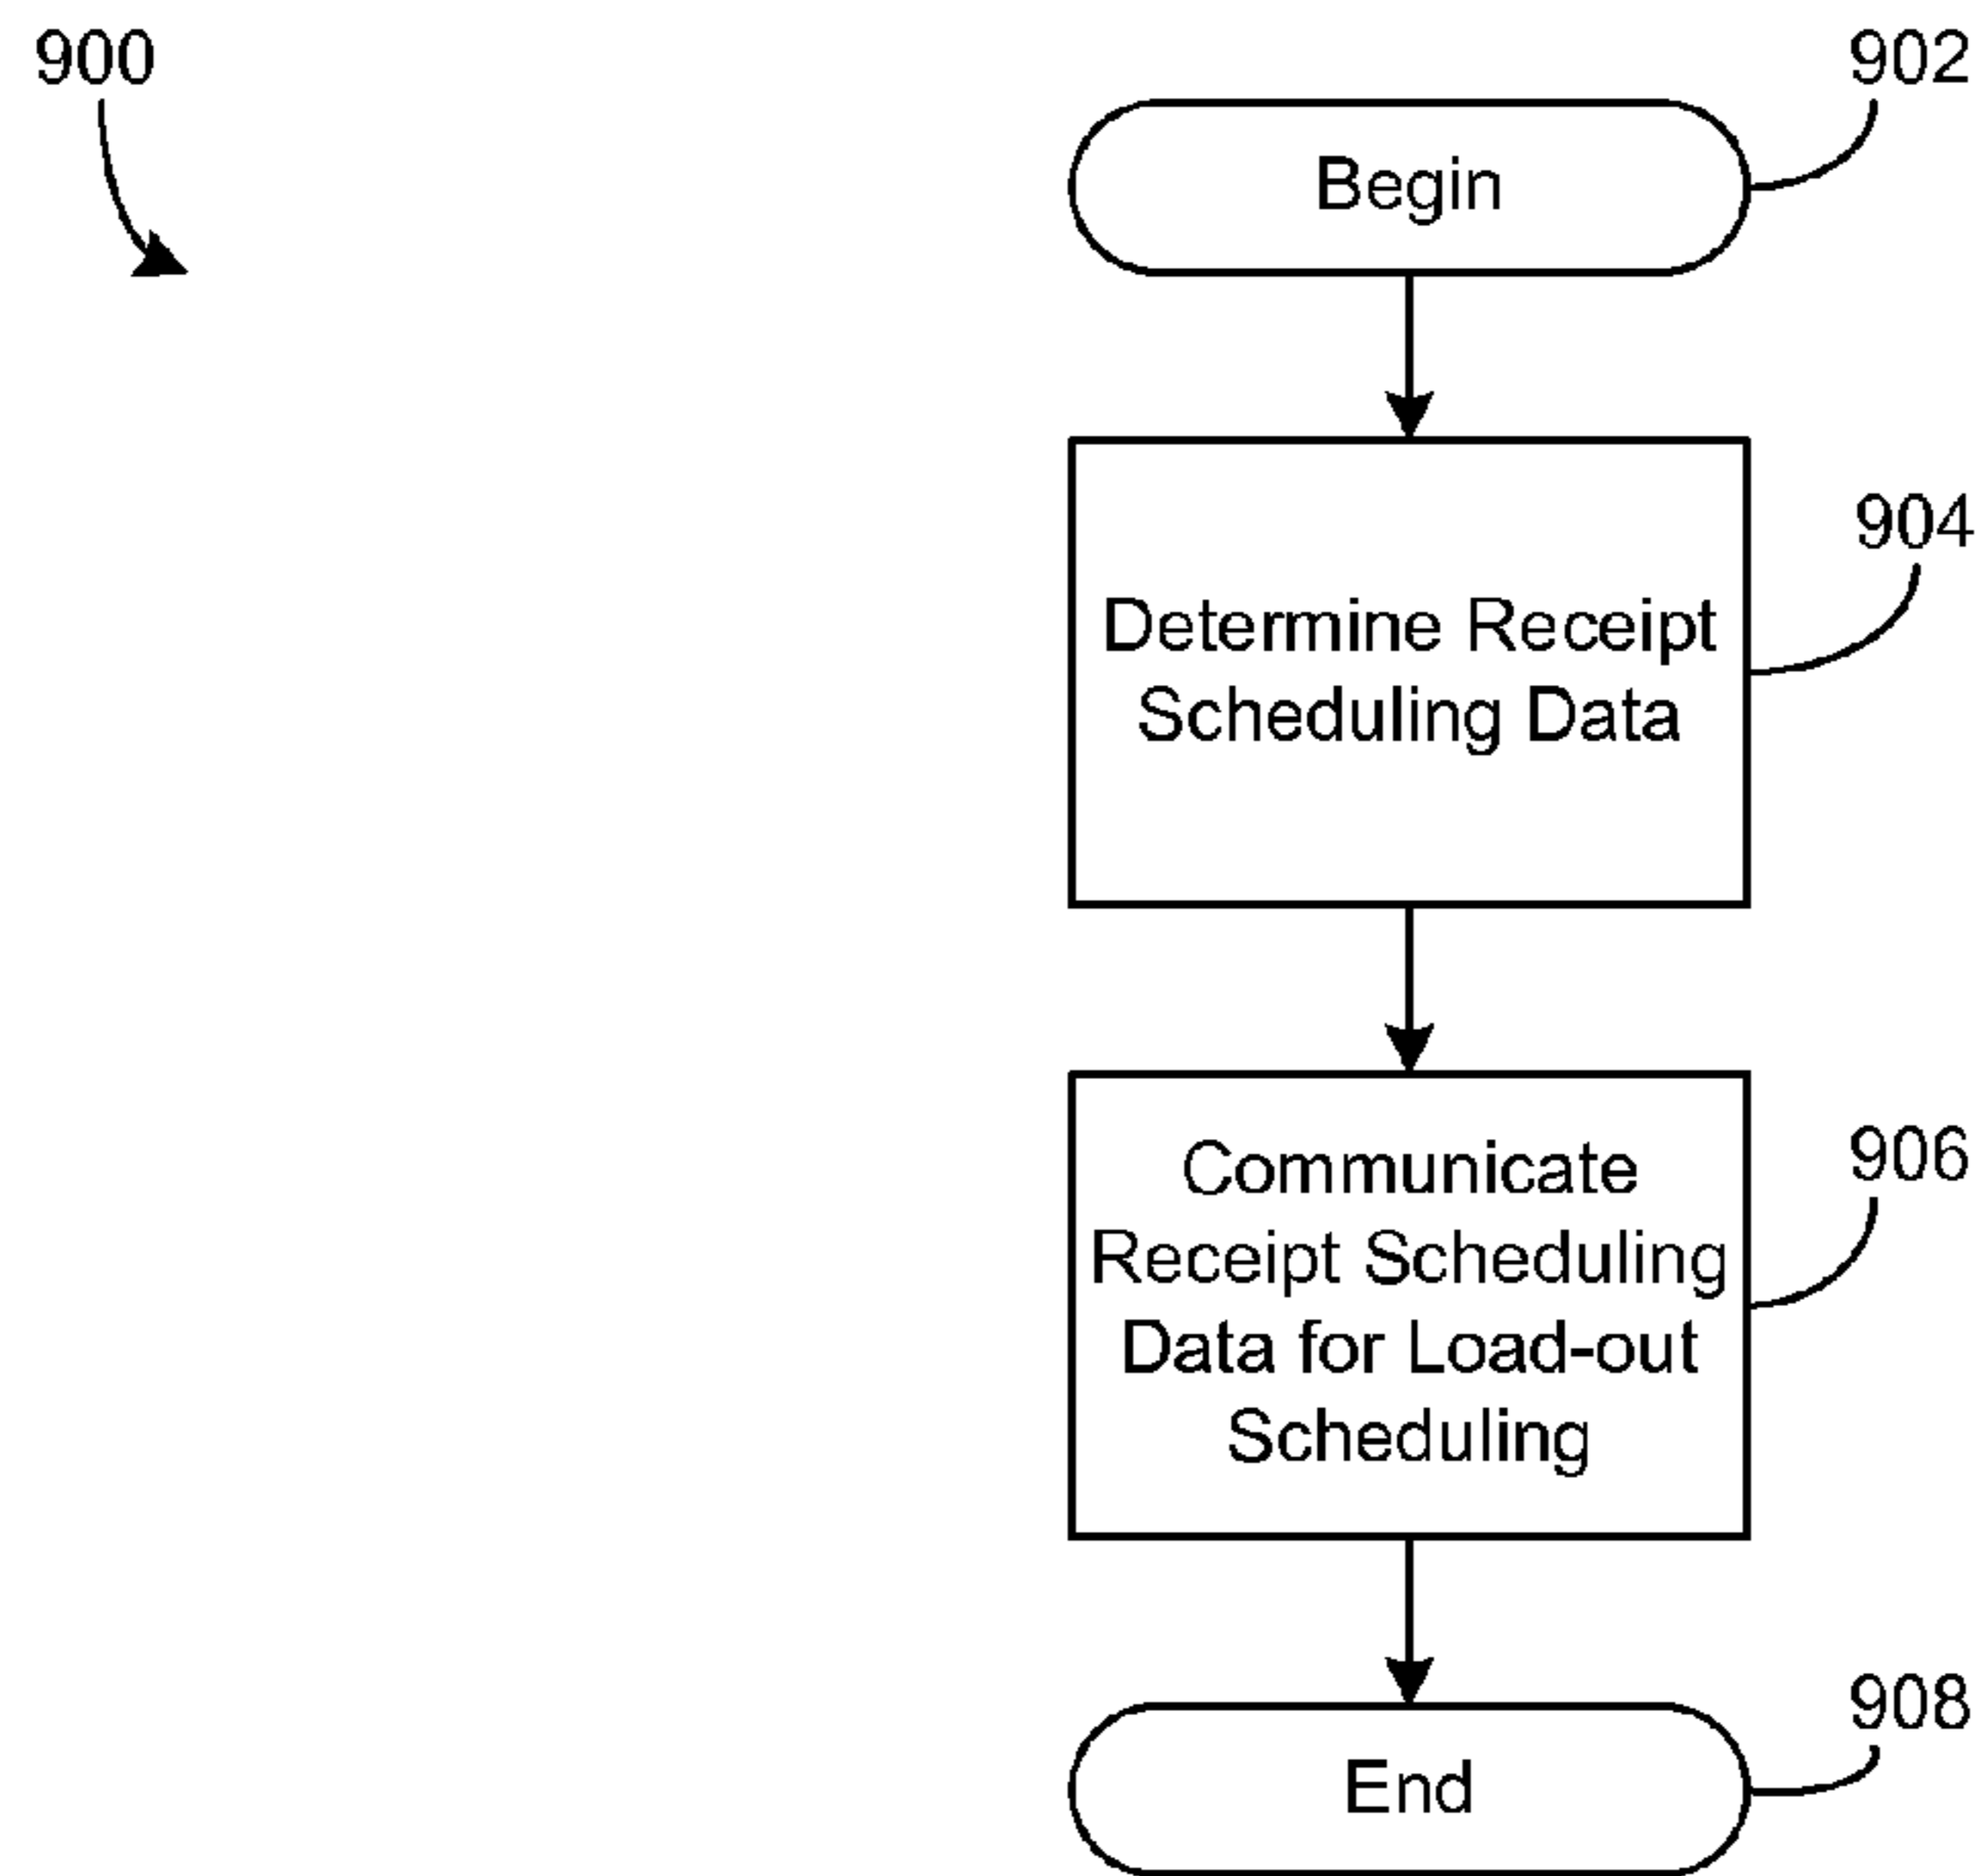 900
902
Begin
904
Determine Receipt
Scheduling Data
906
Communicate
Receipt Scheduling
Data for Load-out
Scheduling
908
End